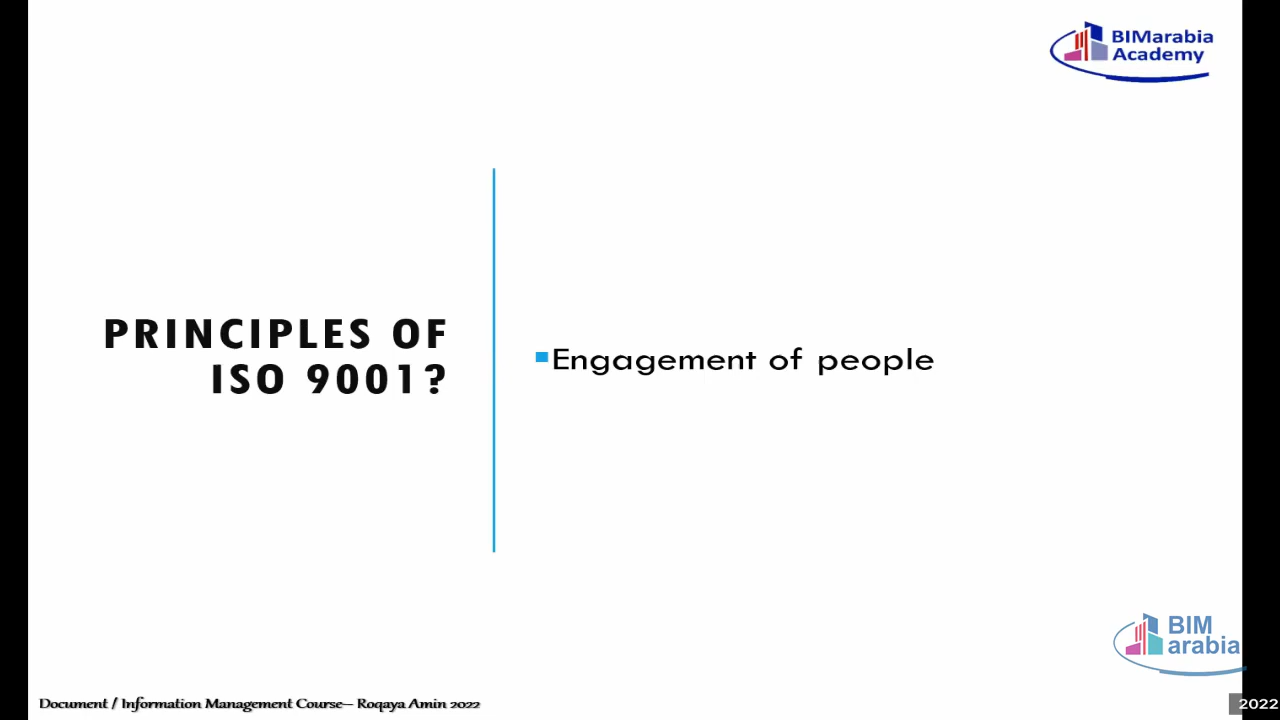 BIMarabia
Academy
PRINCIPLES OF
ISO 9001?
Engagement of people
BIM
arabia
Document / Information Management Course– Roqaya Amin 2022
2022